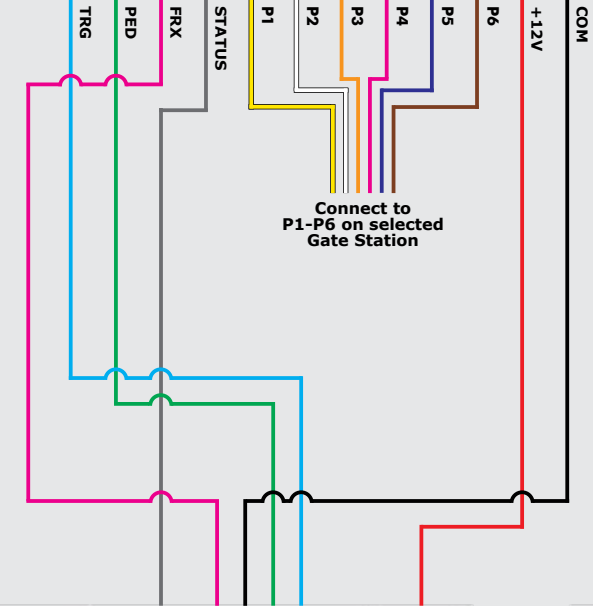 TRG
PED
FRX
STATUS
P1
P2
P3
P4
P5
P6
+12V
COM
Connect to
P1-P6 on selected
Gate Station